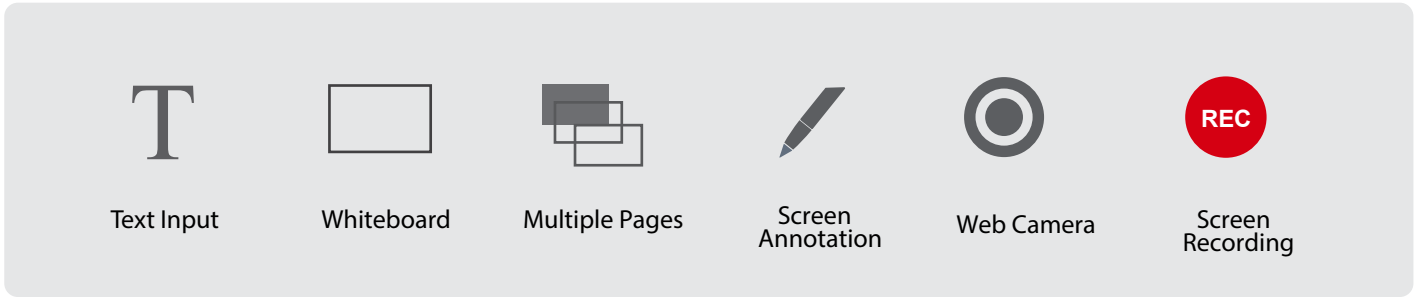 T
REC
Text Input
Whiteboard
Multiple Pages
Screen
Annotation
Web Camera
Screen
Recording